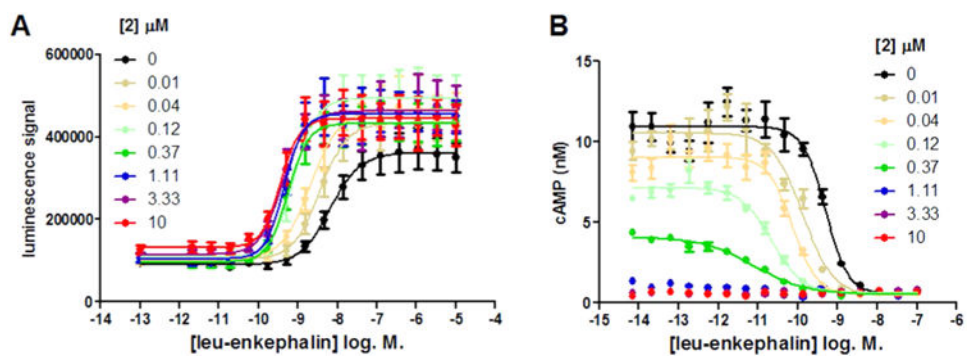 A
[2] μM
0
0.01
0.04
0.12
0.37
1.11
3.33
10
luminescence signal
600000
400000
200000
0
-14 -13 -12 -11 -10 -9 -8 -7 -6 -5 -4
[leu-enkephalin] log. M.
B
[2] μM
0
0.01
0.04
0.12
0.37
1.11
3.33
10
cAMP (nM)
15
10
5
0
-15 -14 -13 -12 -11 -10 -9 -8 -7 -6
[leu-enkephalin] log. M.